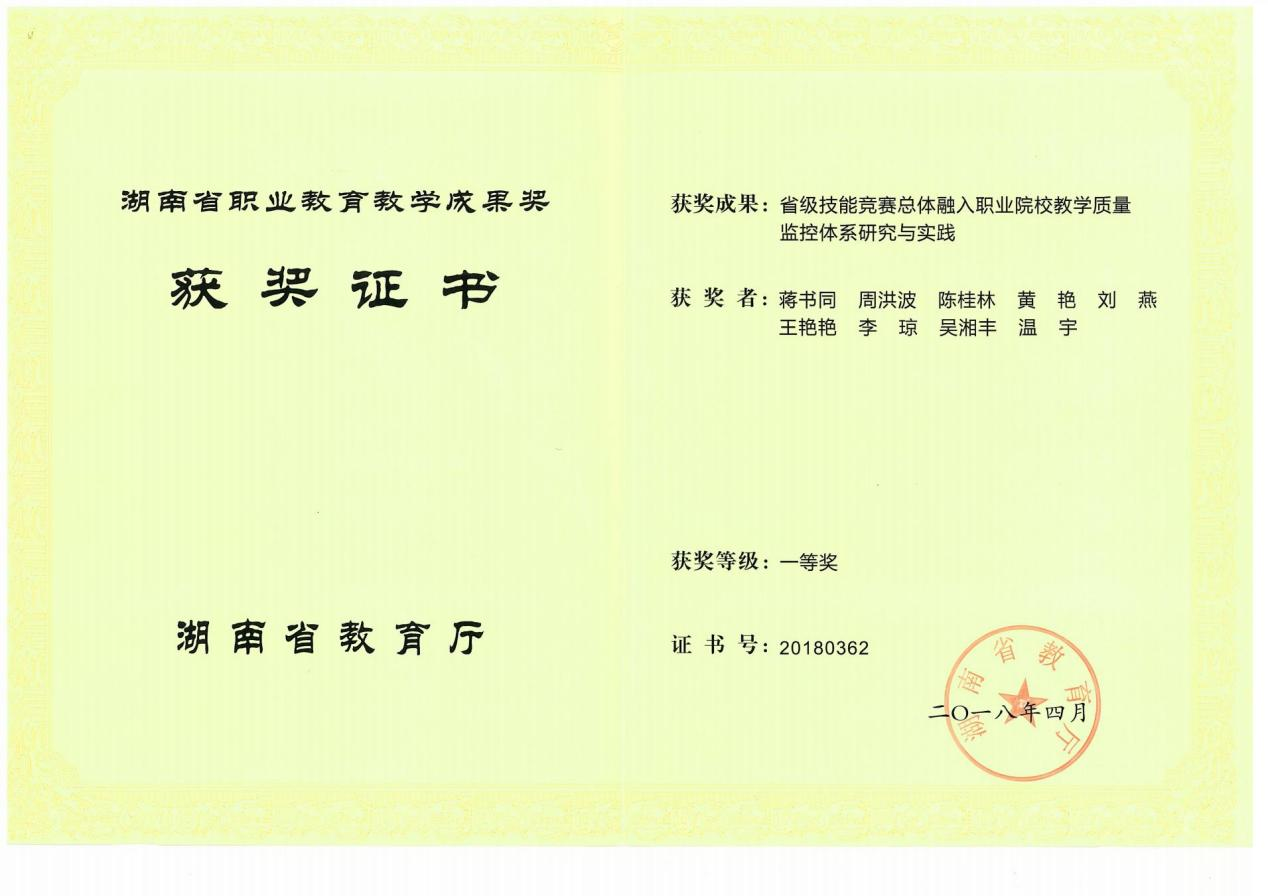 湖南省职业教育教学成果奖
获奖证书
湖南省教育厅
获奖成果：省级技能竞赛总体融入职业院校教学质量
监控体系研究与实践
获奖者：蒋书同 周洪波 陈桂林 黄艳 刘燕
王艳艳 李琼 吴湘丰 温宇
获奖等级：一等奖
证书号：20180362
湖南省教育厅
二〇一八年四月